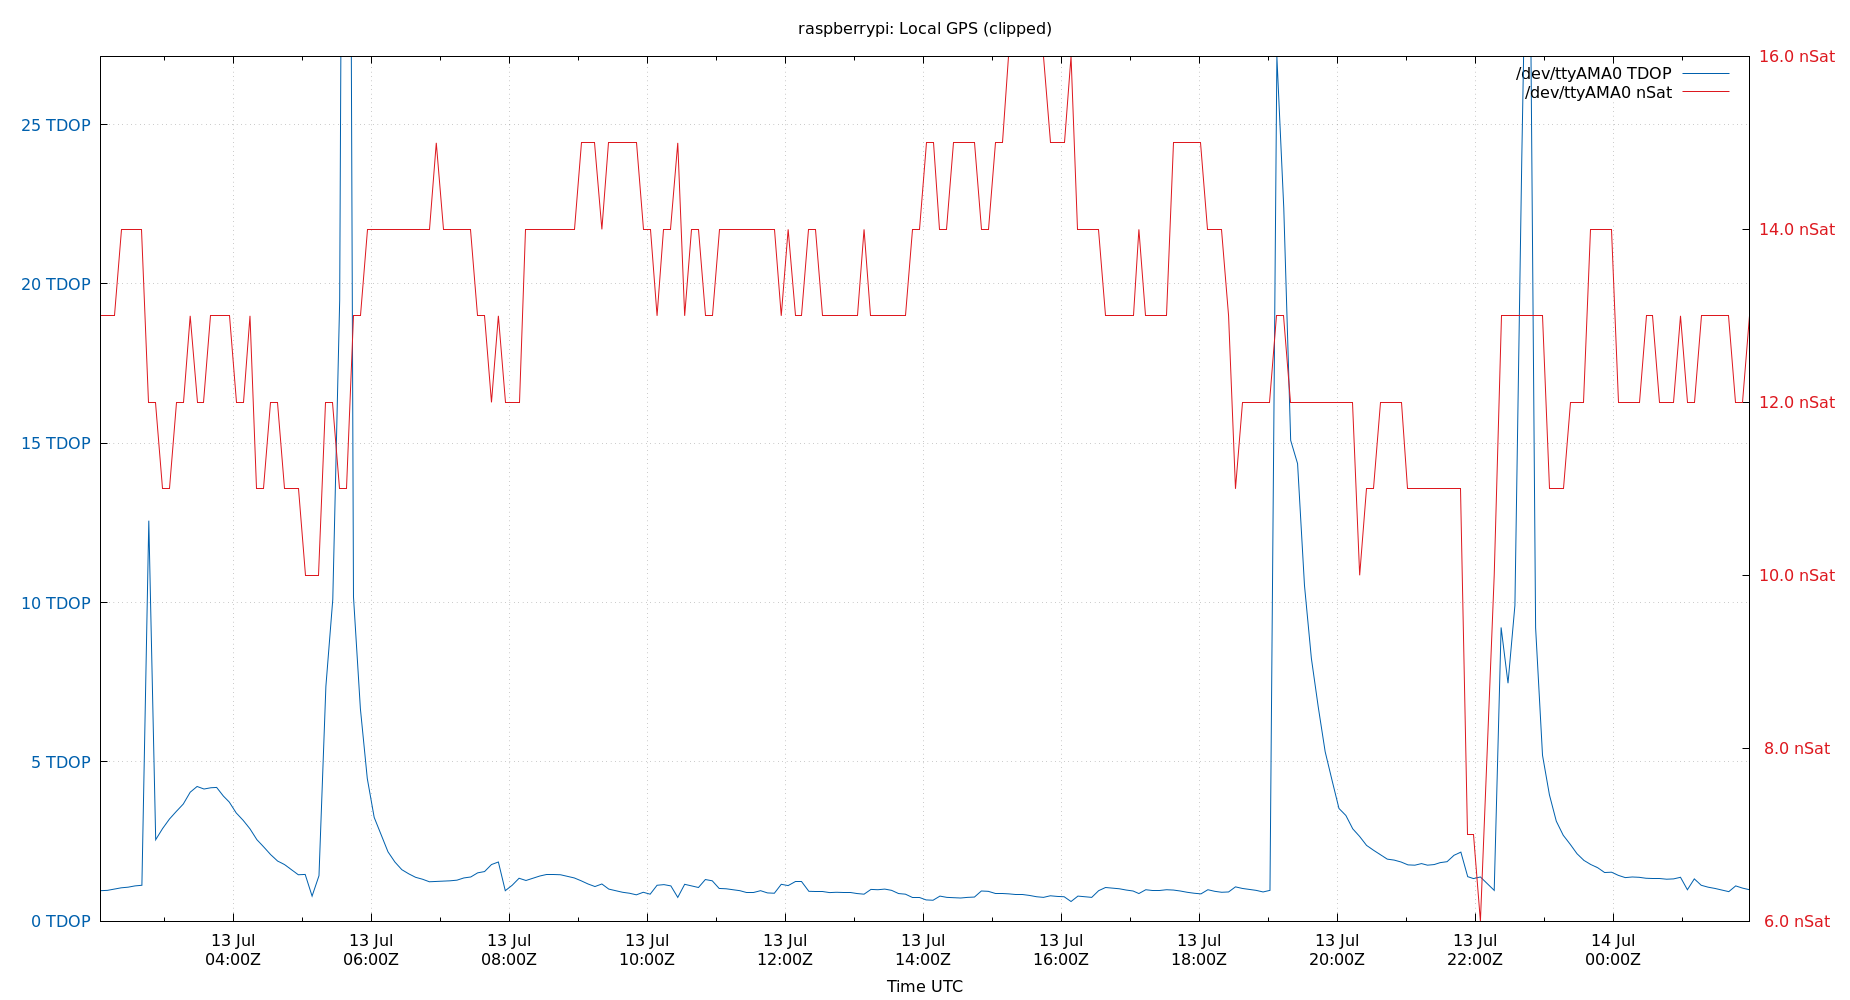 raspberrypi: Local GPS (clipped)
/dev/ttyAMA0 TDOP
/dev/ttyAMA0 nSat
25 TDOP
20 TDOP
15 TDOP
10 TDOP
5 TDOP
0 TDOP
16.0 nSat
14.0 nSat
12.0 nSat
10.0 nSat
8.0 nSat
6.0 nSat
13 Jul 13 Jul 13 Jul 13 Jul 13 Jul 13 Jul 13 Jul 13 Jul 13 Jul 13 Jul 14 Jul
04:00Z 06:00Z 08:00Z 10:00Z 12:00Z 14:00Z 16:00Z 18:00Z 20:00Z 22:00Z 00:00Z
Time UTC